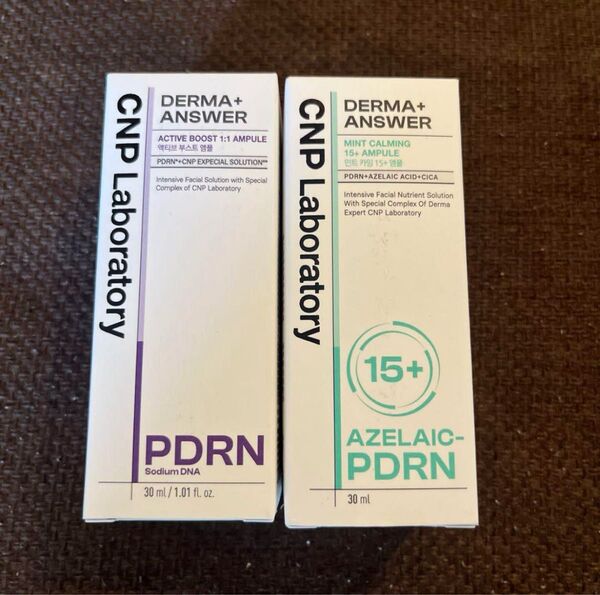 CNP Laboratory
DERMA+
ANSWER
ACTIVE BOOST 1:1 AMPULE
액티브 부스트 앰플
PDRN*+CNP EXPECIAL SOLUTION**
Intensive Facial Solution with Special
Complex of CNP Laboratory
PDRN
Sodium DNA
30 ml / 1.01 fl. oz.
CNP Laboratory
DERMA+
ANSWER
MINT CALMING
15+ AMPULE
민트 카밍 15+ 앰플
PDRN+AZELAIC ACID+CICA
Intensive Facial Nutrient Solution
With Special Complex Of Derma
Expert CNP Laboratory
15+
AZELAIC-
PDRN
30 ml